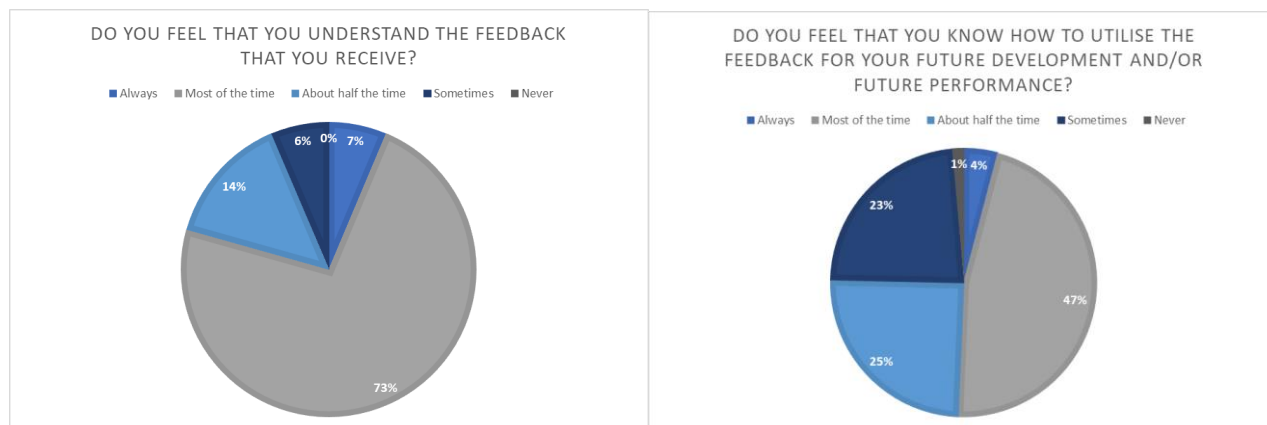 DO YOU FEEL THAT YOU UNDERSTAND THE FEEDBACK
THAT YOU RECEIVE?
Always Most of the time About half the time Sometimes Never
6% 0% 7%
14%
73%
DO YOU FEEL THAT YOU KNOW HOW TO UTILISE THE
FEEDBACK FOR YOUR FUTURE DEVELOPMENT AND/OR
FUTURE PERFORMANCE?
Always Most of the time About half the time Sometimes Never
1% 4%
23%
47%
25%